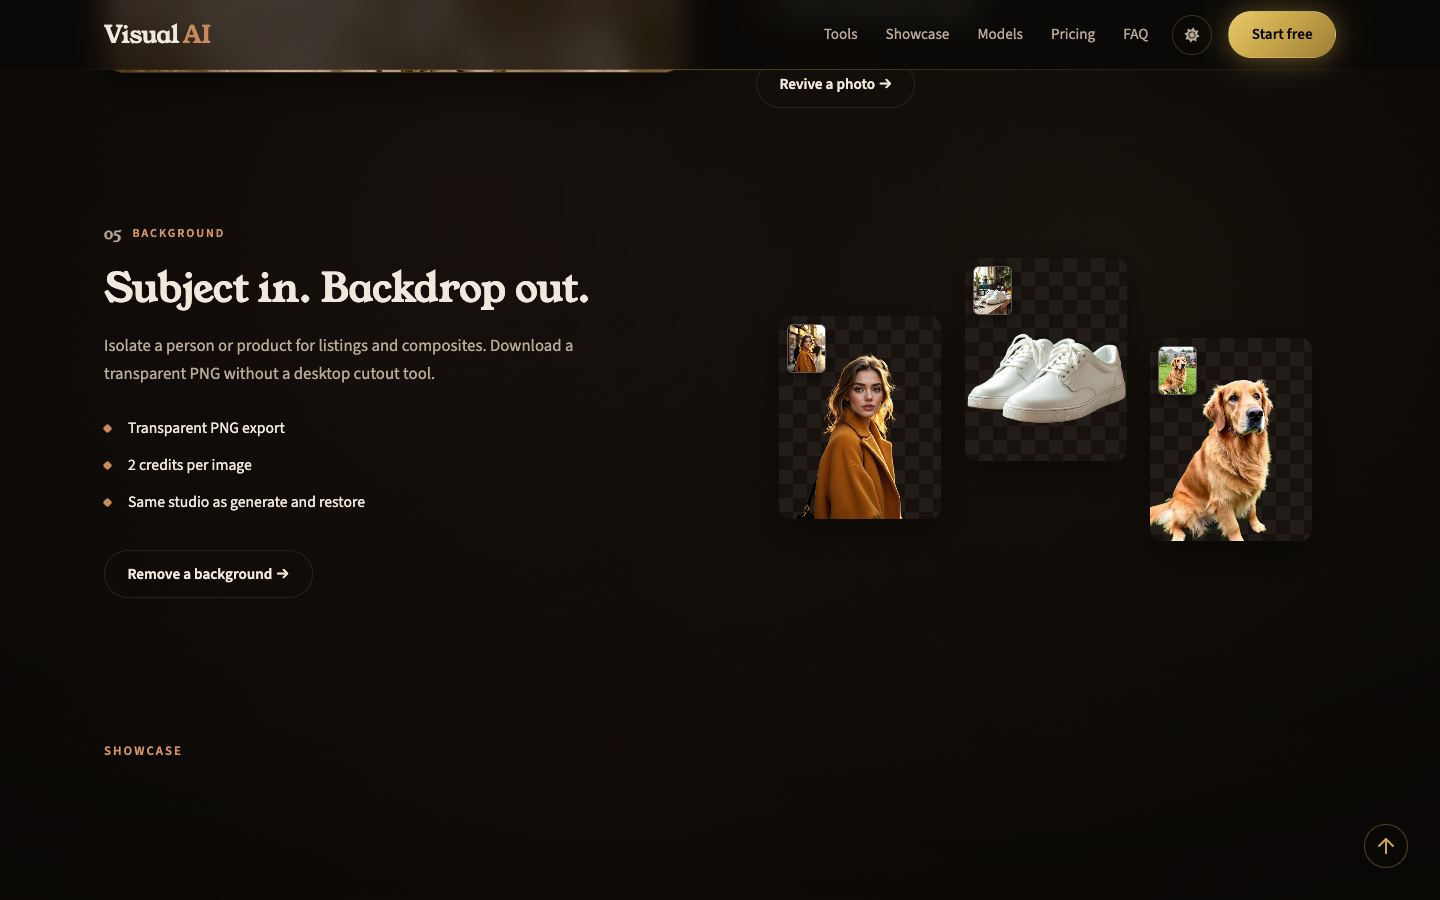 Visual AI
Tools
Showcase
Models
Pricing
FAQ
Start free
Revive a photo →
05 BACKGROUND
Subject in. Backdrop out.
Isolate a person or product for listings and composites. Download a
transparent PNG without a desktop cutout tool.
Transparent PNG export
2 credits per image
Same studio as generate and restore
Remove a background →
SHOWCASE